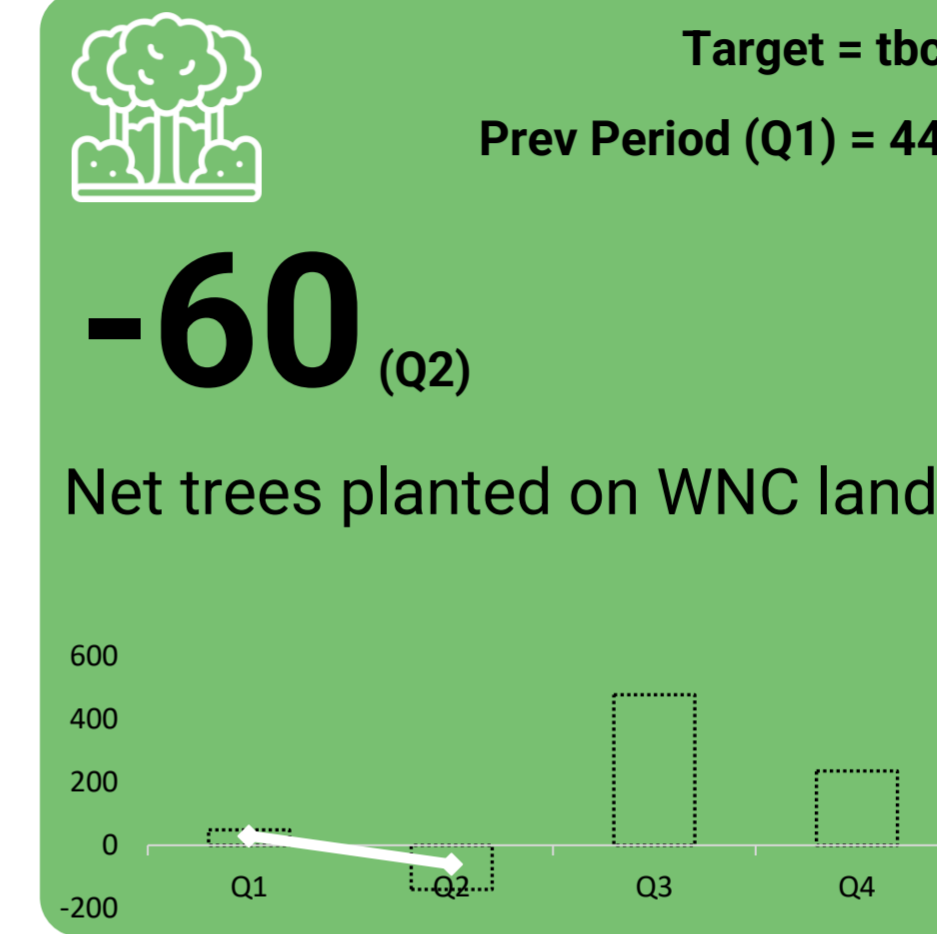 Target = tbc
Prev Period (Q1) = 44
-60 (Q2)
Net trees planted on WNC land
600
400
200
0
-200
Q1 Q2 Q3 Q4